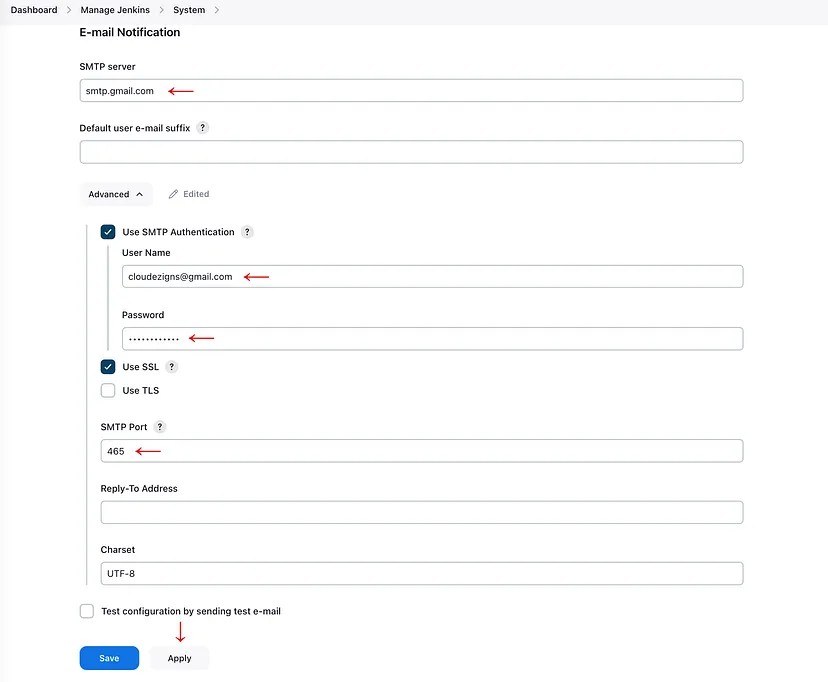 Dashboard > Manage Jenkins > System >
E-mail Notification
SMTP server
smtp.gmail.com
Default user e-mail suffix ?
Advanced Edited
Use SMTP Authentication ?
User Name
cloudezigns@gmail.com
Password
••••••••••••
Use SSL ?
Use TLS
SMTP Port ?
465
Reply-To Address
Charset
UTF-8
Test configuration by sending test e-mail
Save Apply